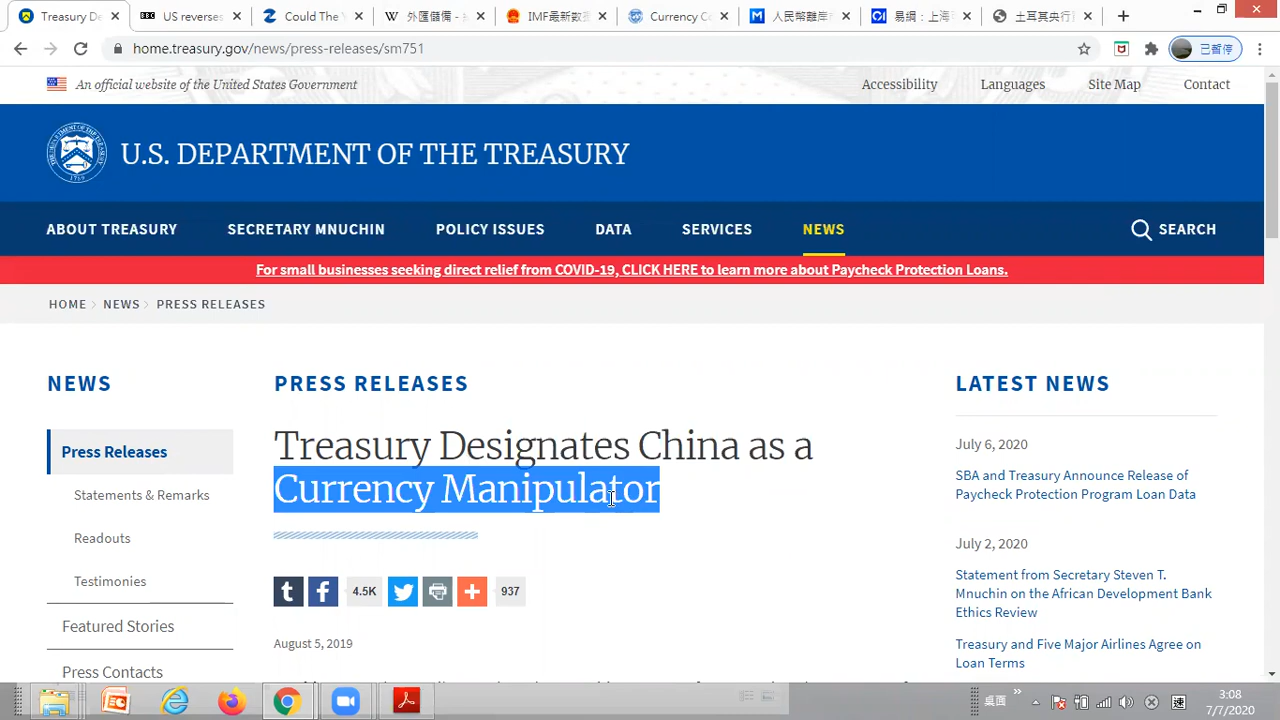 Treasury De
US reverses
Could The
外匯儲備 -
IMF最新數
Currency Co
人民幣離岸
易網：上海
土耳其央行
home.treasury.gov/news/press-releases/sm751
已暫停
An official website of the United States Government
Accessibility
Languages
Site Map
Contact
U.S. DEPARTMENT OF THE TREASURY
ABOUT TREASURY
SECRETARY MNUCHIN
POLICY ISSUES
DATA
SERVICES
NEWS
SEARCH
For small businesses seeking direct relief from COVID-19, CLICK HERE to learn more about Paycheck Protection Loans.
HOME
NEWS
PRESS RELEASES
NEWS
Press Releases
Statements & Remarks
Readouts
Testimonies
Featured Stories
Press Contacts
PRESS RELEASES
Treasury Designates China as a
Currency Manipulator
4.5K
937
August 5, 2019
LATEST NEWS
July 6, 2020
SBA and Treasury Announce Release of
Paycheck Protection Program Loan Data
July 2, 2020
Statement from Secretary Steven T.
Mnuchin on the African Development Bank
Ethics Review
Treasury and Five Major Airlines Agree on
Loan Terms
桌面
3:08
7/7/2020